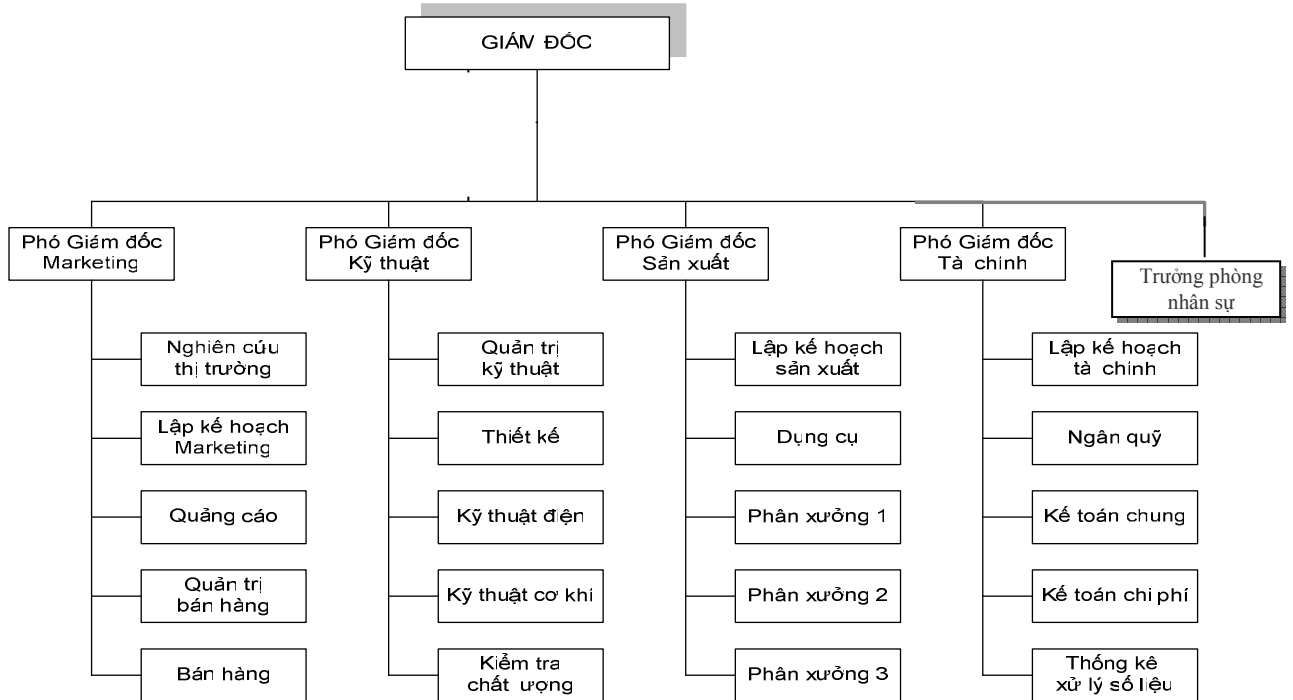 GIÁM ĐỐC
Phó Giám đốc
Marketing
Phó Giám đốc
Kỹ thuật
Phó Giám đốc
Sản xuất
Phó Giám đốc
Tà chính
Trưởng phòng
nhân sự
Nghiên cứu
thị trường
Lập kế hoạch
Marketing
Quảng cáo
Quản trị
bán hàng
Bán hàng
Quản trị
kỹ thuật
Thiết kế
Kỹ thuật điện
Kỹ thuật cơ khí
Kiểm tra
chất ượng
Lập kế hoạch
sản xuất
Dụng cụ
Phân xưởng 1
Phân xưởng 2
Phân xưởng 3
Lập kế hoạch
tà chính
Ngân quỹ
Kế toán chung
Kế toán chi phí
Thống kê
xử lý số liệu